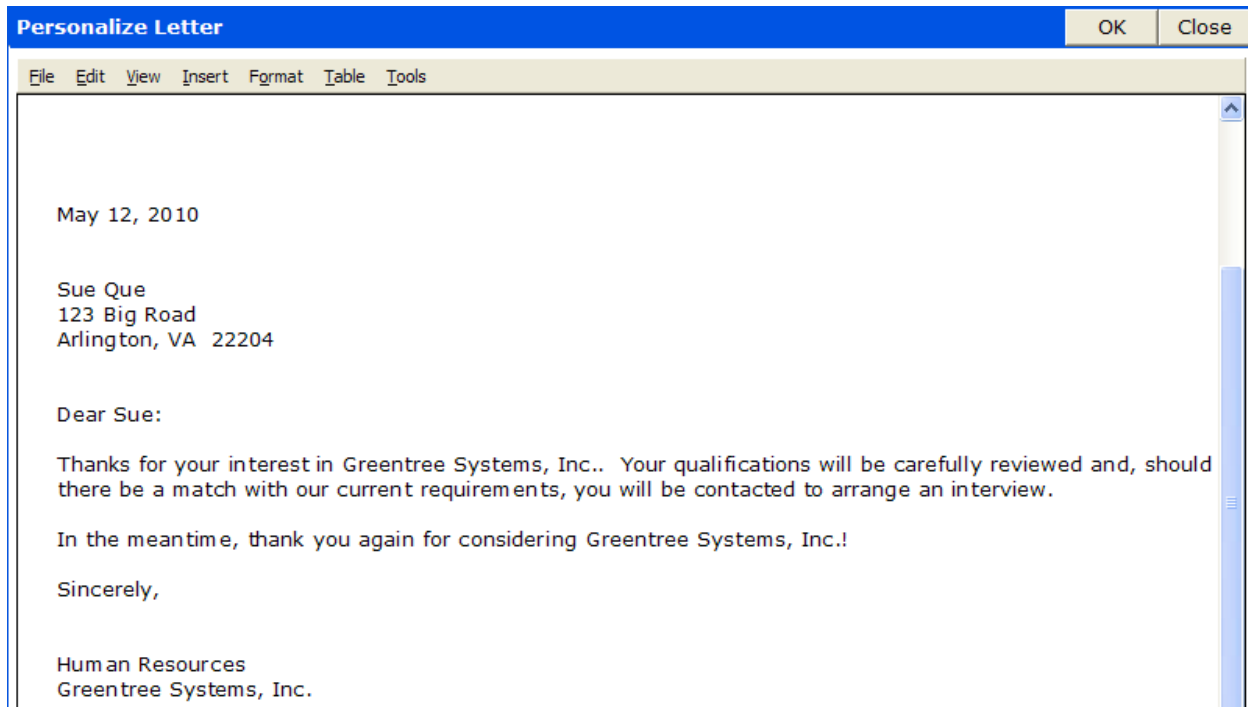 Personalize Letter
OK Close
File Edit View Insert Format Table Tools
May 12, 2010
Sue Que
123 Big Road
Arlington, VA  22204
Dear Sue:
Thanks for your interest in Greentree Systems, Inc..  Your qualifications will be carefully reviewed and, should
there be a match with our current requirements, you will be contacted to arrange an interview.
In the meantime, thank you again for considering Greentree Systems, Inc.!
Sincerely,
Human Resources
Greentree Systems, Inc.